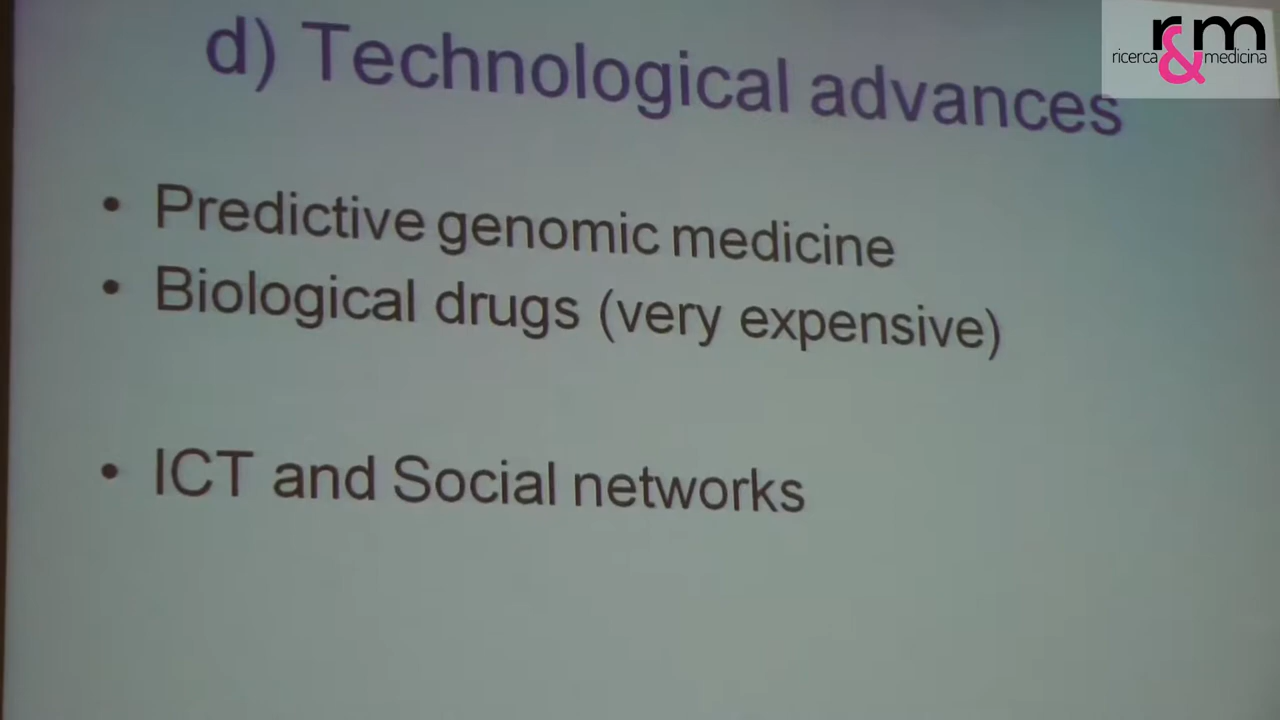 d) Technological advances
r&m
ricerca & medicina
• Predictive genomic medicine
• Biological drugs (very expensive)
• ICT and Social networks